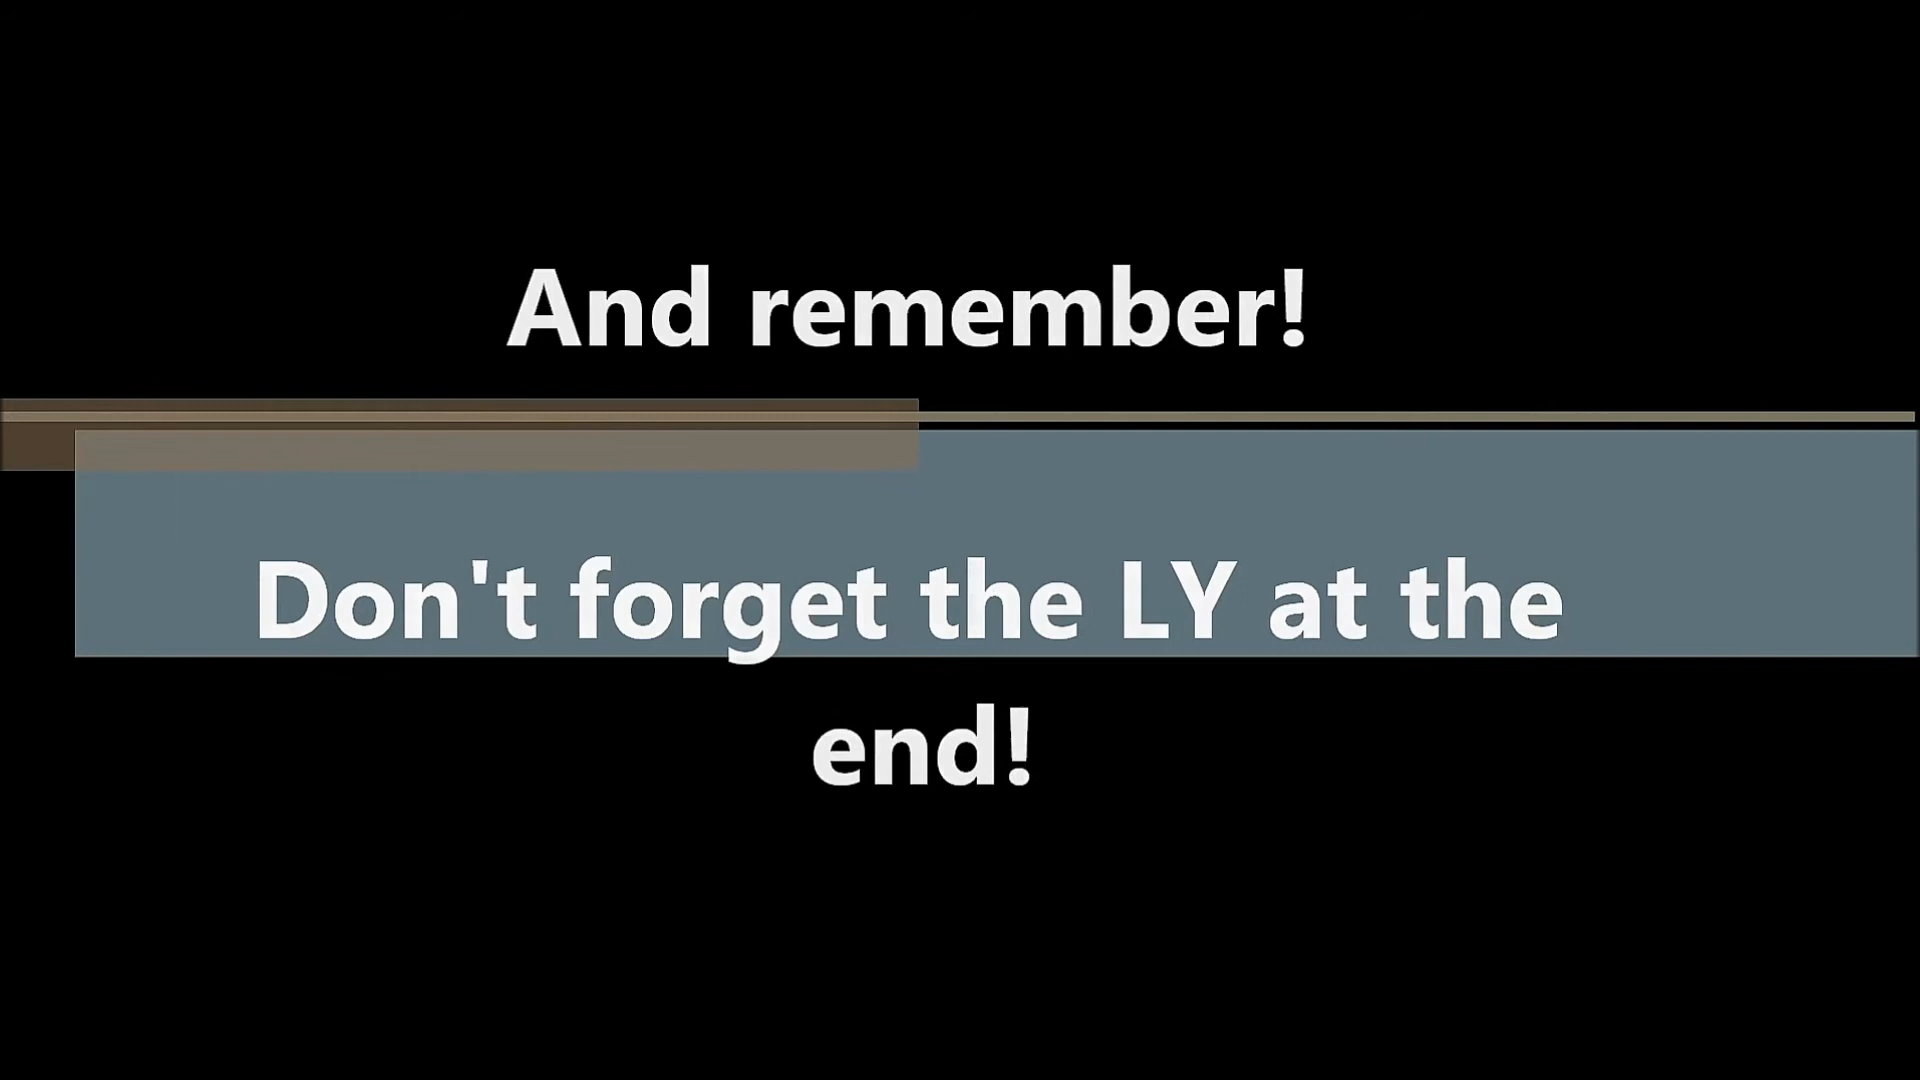 And remember!
Don't forget the LY at the
end!